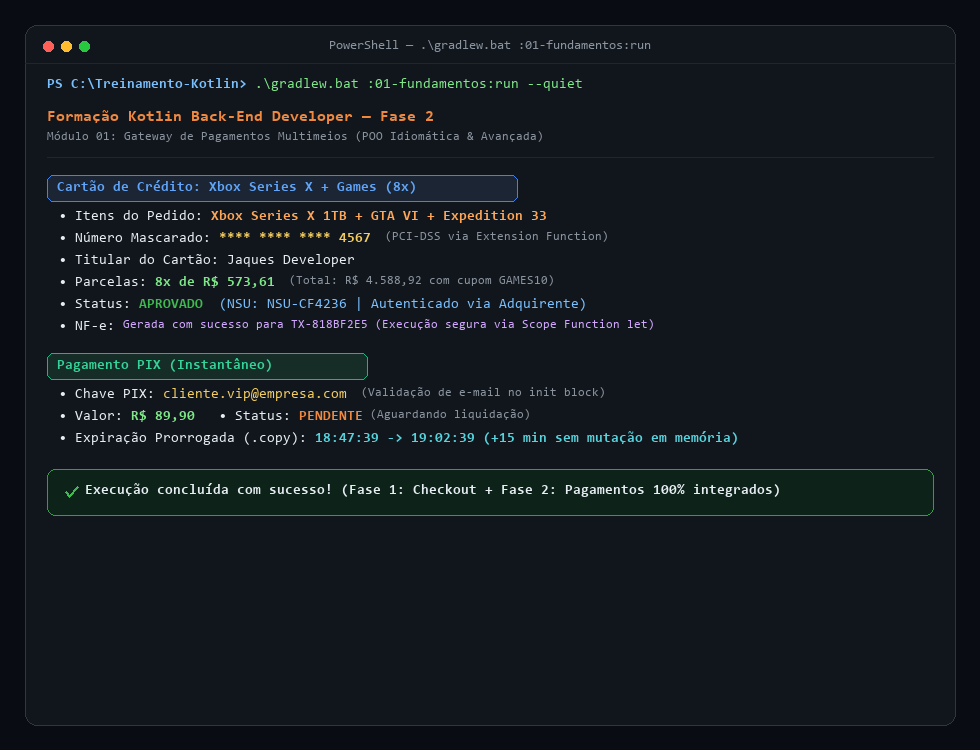 PowerShell — .\gradlew.bat :01-fundamentos:run
PS C:\Treinamento-Kotlin> .\gradlew.bat :01-fundamentos:run --quiet
Formação Kotlin Back-End Developer — Fase 2
Módulo 01: Gateway de Pagamentos Multimeios (POO Idiomática & Avançada)
Cartão de Crédito: Xbox Series X + Games (8x)
• Itens do Pedido: Xbox Series X 1TB + GTA VI + Expedition 33
• Número Mascarado: **** **** **** 4567 (PCI-DSS via Extension Function)
• Titular do Cartão: Jaques Developer
• Parcelas: 8x de R$ 573,61 (Total: R$ 4.588,92 com cupom GAMES10)
• Status: APROVADO (NSU: NSU-CF4236 | Autenticado via Adquirente)
• NF-e: Gerada com sucesso para TX-818BF2E5 (Execução segura via Scope Function let)
Pagamento PIX (Instantâneo)
• Chave PIX: cliente.vip@empresa.com (Validação de e-mail no init block)
• Valor: R$ 89,90 • Status: PENDENTE (Aguardando liquidação)
• Expiração Prorrogada (.copy): 18:47:39 -> 19:02:39 (+15 min sem mutação em memória)
✓ Execução concluída com sucesso! (Fase 1: Checkout + Fase 2: Pagamentos 100% integrados)